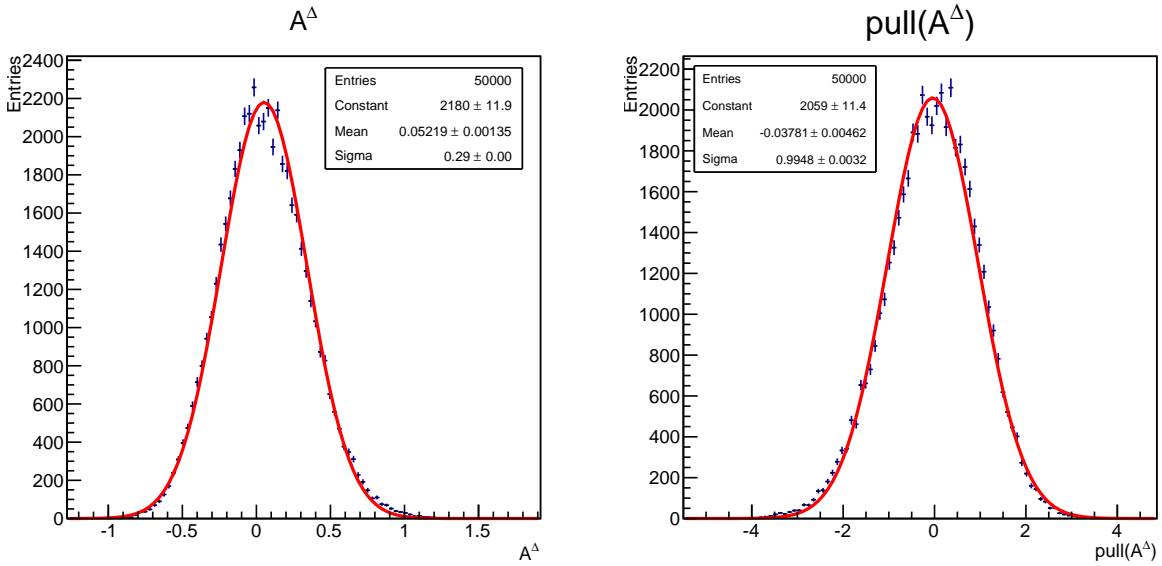 A^Δ
Entries
2400
2200
2000
1800
1600
1400
1200
1000
800
600
400
200
0
Entries 50000
Constant 2180 ± 11.9
Mean 0.05219 ± 0.00135
Sigma 0.29 ± 0.00
-1 -0.5 0 0.5 1 1.5
A^Δ
pull(A^Δ)
Entries
2200
2000
1800
1600
1400
1200
1000
800
600
400
200
0
Entries 50000
Constant 2059 ± 11.4
Mean -0.03781 ± 0.00462
Sigma 0.9948 ± 0.0032
-4 -2 0 2 4
pull(A^Δ)